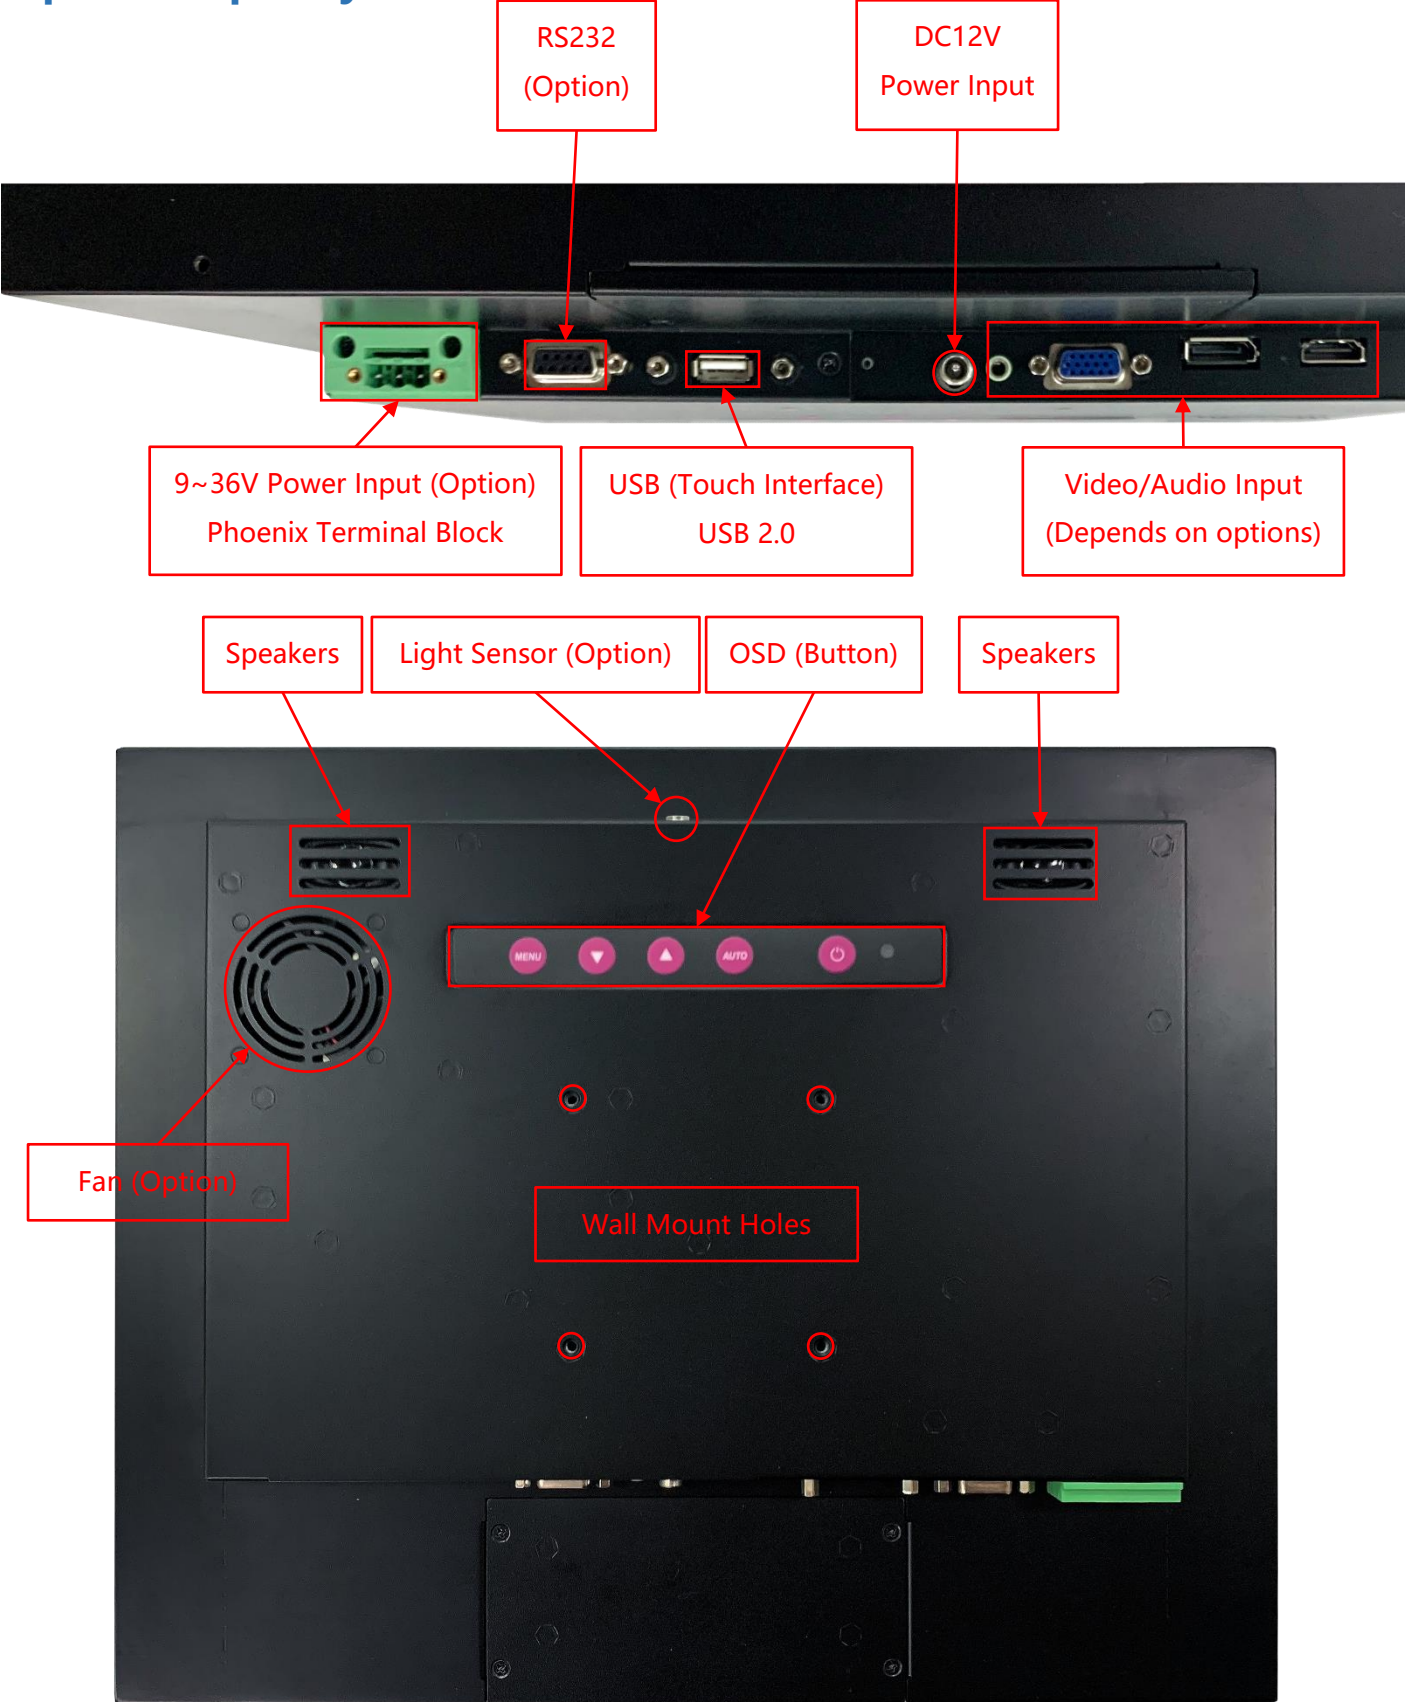 RS232
(Option)
DC12V
Power Input
9~36V Power Input (Option)
Phoenix Terminal Block
USB (Touch Interface)
USB 2.0
Video/Audio Input
(Depends on options)
Speakers
Light Sensor (Option)
OSD (Button)
Speakers
MENU
AUTO
Fan (Option)
Wall Mount Holes